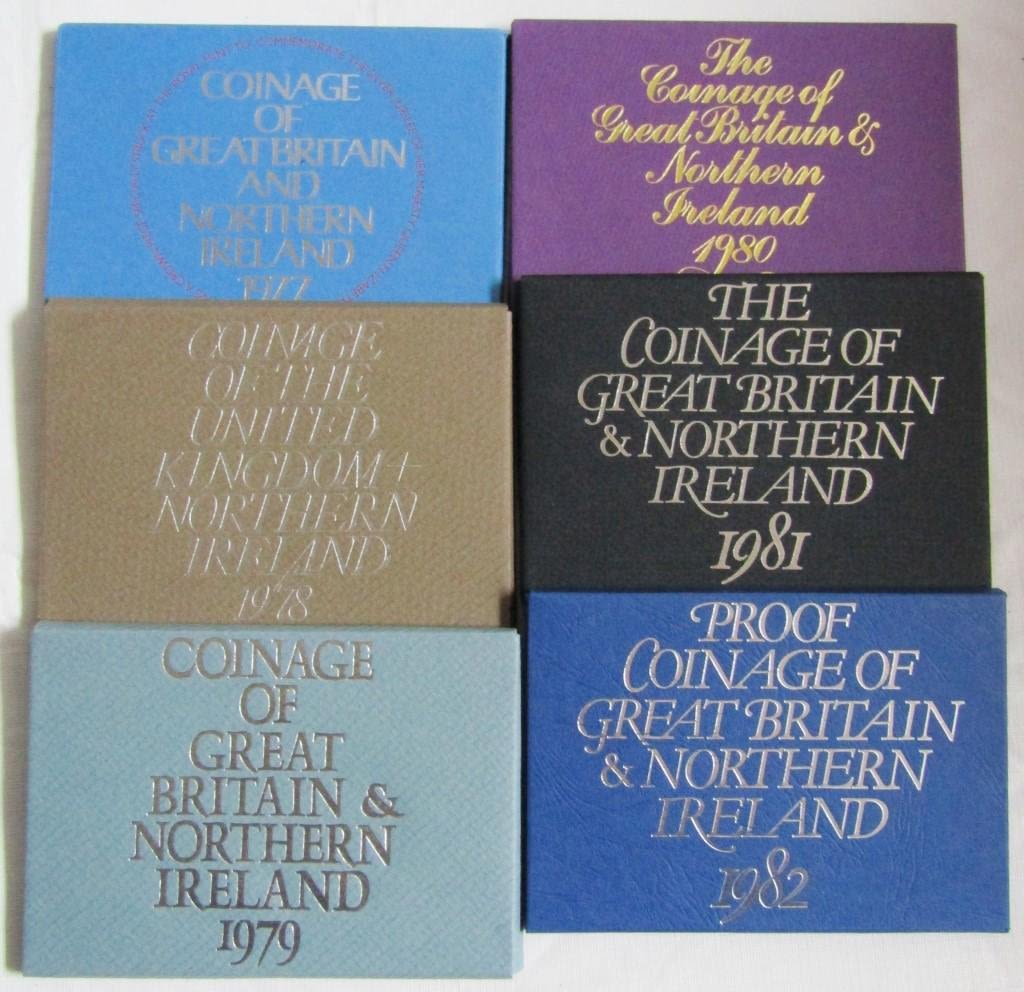 COINAGE
OF
GREAT BRITAIN
AND
NORTHERN
IRELAND
1977
COINAGE
OF THE
UNITED
KINGDOM +
NORTHERN
IRELAND
1978
COINAGE
OF
GREAT
BRITAIN &
NORTHERN
IRELAND
1979
The
Coinage of
Great Britain &
Northern
Ireland
1980
THE
COINAGE OF
GREAT BRITAIN
& NORTHERN
IRELAND
1981
PROOF
COINAGE OF
GREAT BRITAIN
& NORTHERN
IRELAND
1982